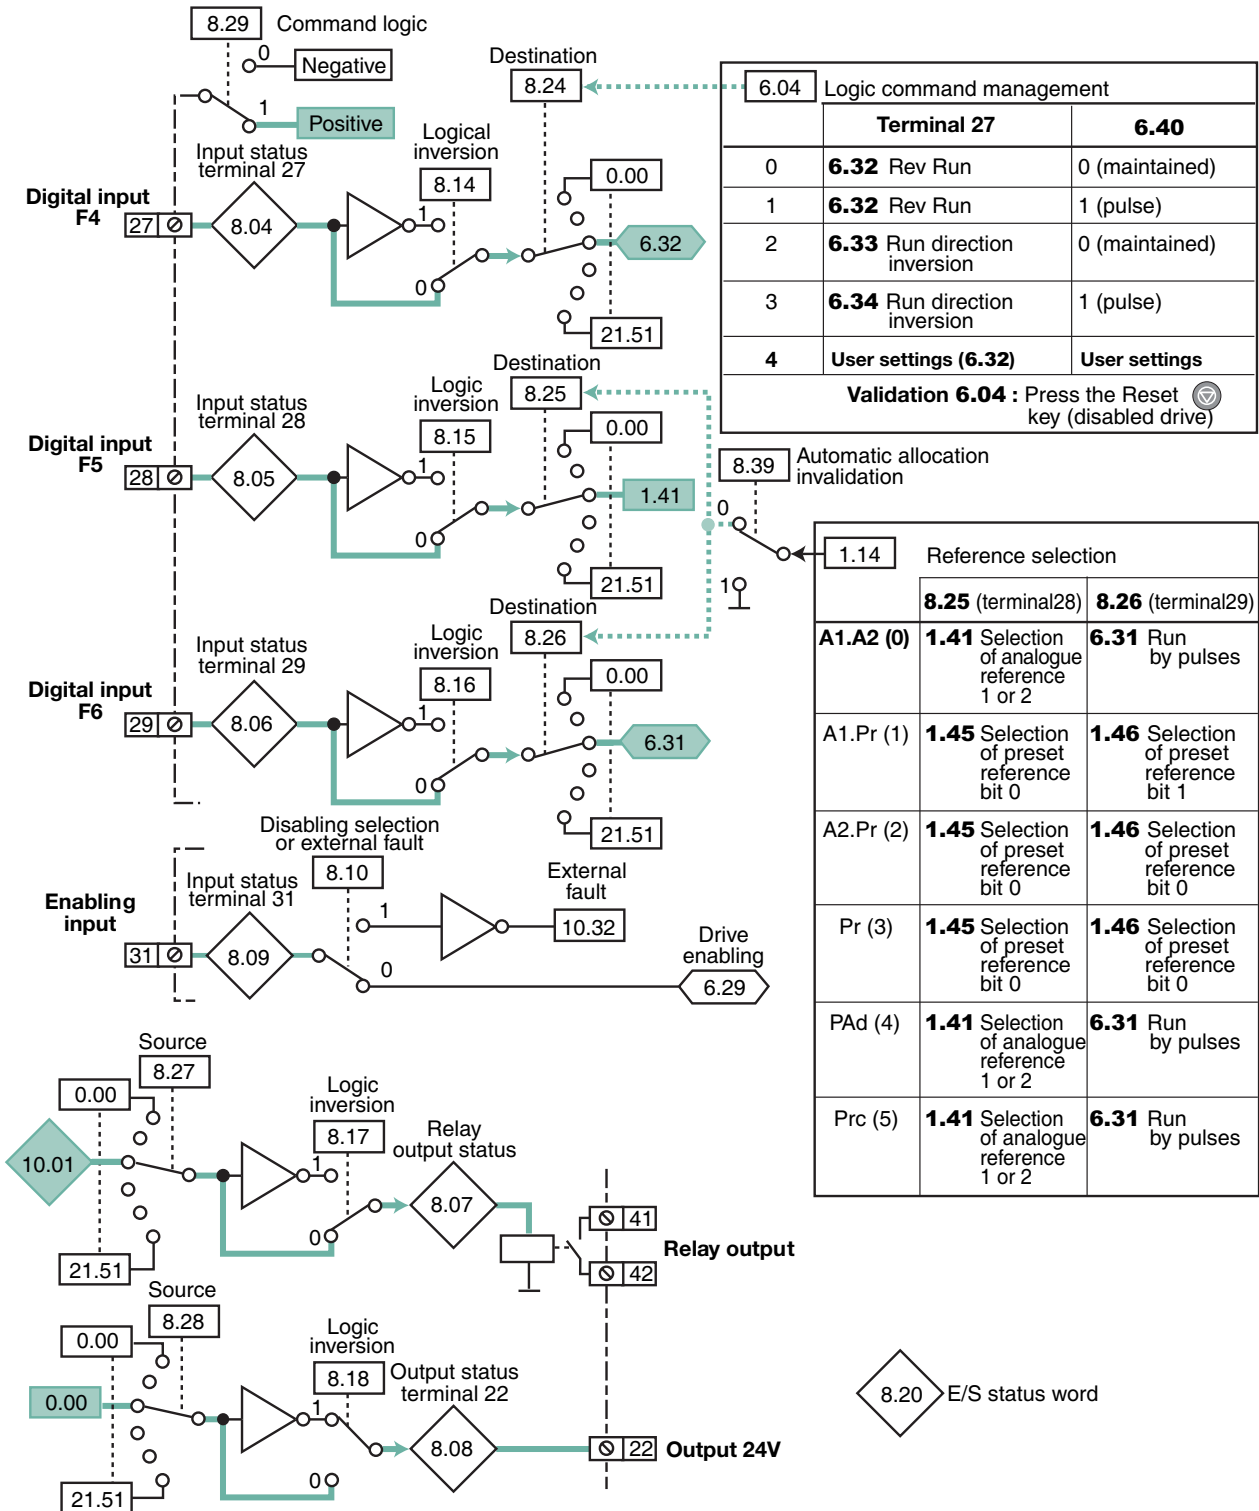 8.29 Command logic
0
Negative
1
Positive
Destination
8.24
6.04 Logic command management
Terminal 27 6.40
0 6.32 Rev Run 0 (maintained)
1 6.32 Rev Run 1 (pulse)
2 6.33 Run direction inversion 0 (maintained)
3 6.34 Run direction inversion 1 (pulse)
4 User settings (6.32) User settings
Validation 6.04 : Press the Reset
key (disabled drive)
Input status
terminal 27
Logical
inversion
8.14
0.00
Digital input
F4
27
8.04
1
0
6.32
21.51
Destination
8.25
Input status
terminal 28
Logic
inversion
8.15
0.00
Digital input
F5
28
8.05
1
0
1.41
21.51
8.39 Automatic allocation
invalidation
0
1
1.14 Reference selection
8.25 (terminal28) 8.26 (terminal29)
A1.A2 (0) 1.41 Selection of analogue reference 1 or 2 6.31 Run by pulses
A1.Pr (1) 1.45 Selection of preset reference bit 0 1.46 Selection of preset reference bit 1
A2.Pr (2) 1.45 Selection of preset reference bit 0 1.46 Selection of preset reference bit 0
Pr (3) 1.45 Selection of preset reference bit 0 1.46 Selection of preset reference bit 0
PAd (4) 1.41 Selection of analogue reference 1 or 2 6.31 Run by pulses
Prc (5) 1.41 Selection of analogue reference 1 or 2 6.31 Run by pulses
Destination
8.26
Input status
terminal 29
Logic
inversion
8.16
0.00
Digital input
F6
29
8.06
1
0
6.31
21.51
Disabling selection
or external fault
8.10
Input status
terminal 31
Enabling
input
31
8.09
1
0
External
fault
10.32
Drive
enabling
6.29
Source
8.27
0.00
10.01
21.51
Logic
inversion
8.17
1
0
Relay
output status
8.07
41
42
Relay output
Source
8.28
0.00
0.00
21.51
Logic
inversion
8.18
1
0
Output status
terminal 22
8.08
22
Output 24V
8.20 E/S status word